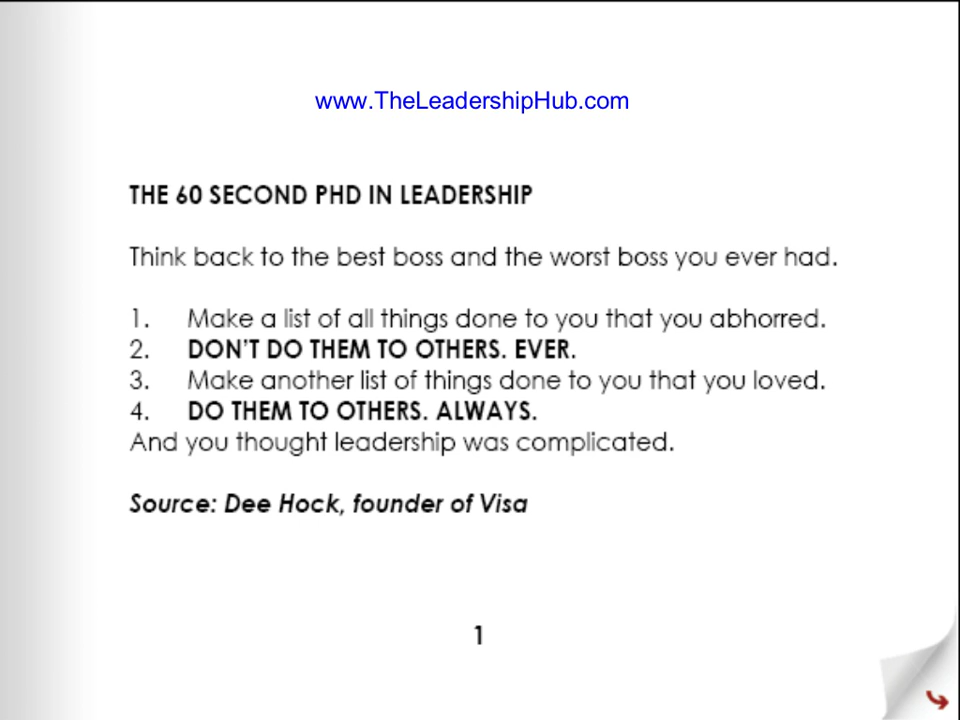 www.TheLeadershipHub.com
THE 60 SECOND PHD IN LEADERSHIP
Think back to the best boss and the worst boss you ever had.
1. Make a list of all things done to you that you abhorred.
2. DON'T DO THEM TO OTHERS. EVER.
3. Make another list of things done to you that you loved.
4. DO THEM TO OTHERS. ALWAYS.
And you thought leadership was complicated.
Source: Dee Hock, founder of Visa
1